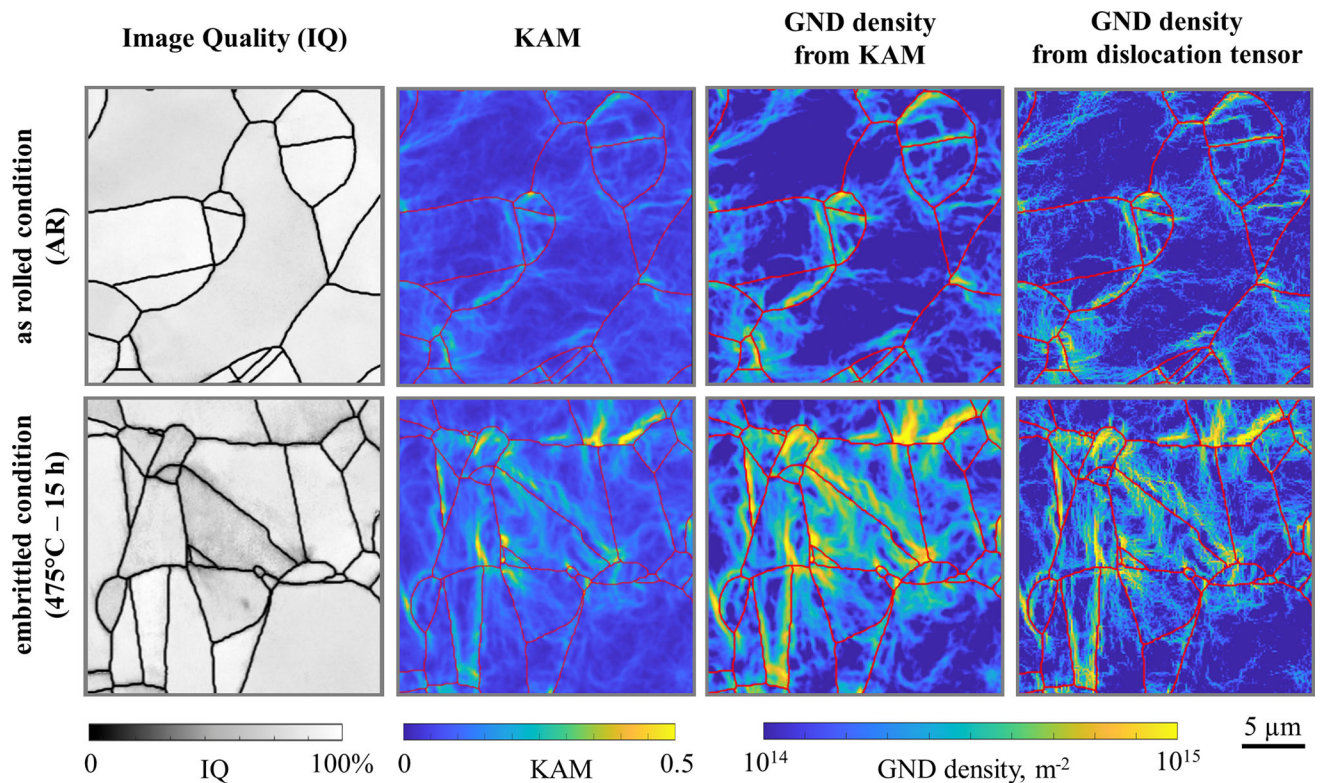 Image Quality (IQ)
KAM
GND density
from KAM
GND density
from dislocation tensor
as rolled condition
(AR)
embrittled condition
(475°C – 15 h)
0
IQ
100%
0
KAM
0.5
10¹⁴
GND density, m⁻²
10¹⁵
5 µm